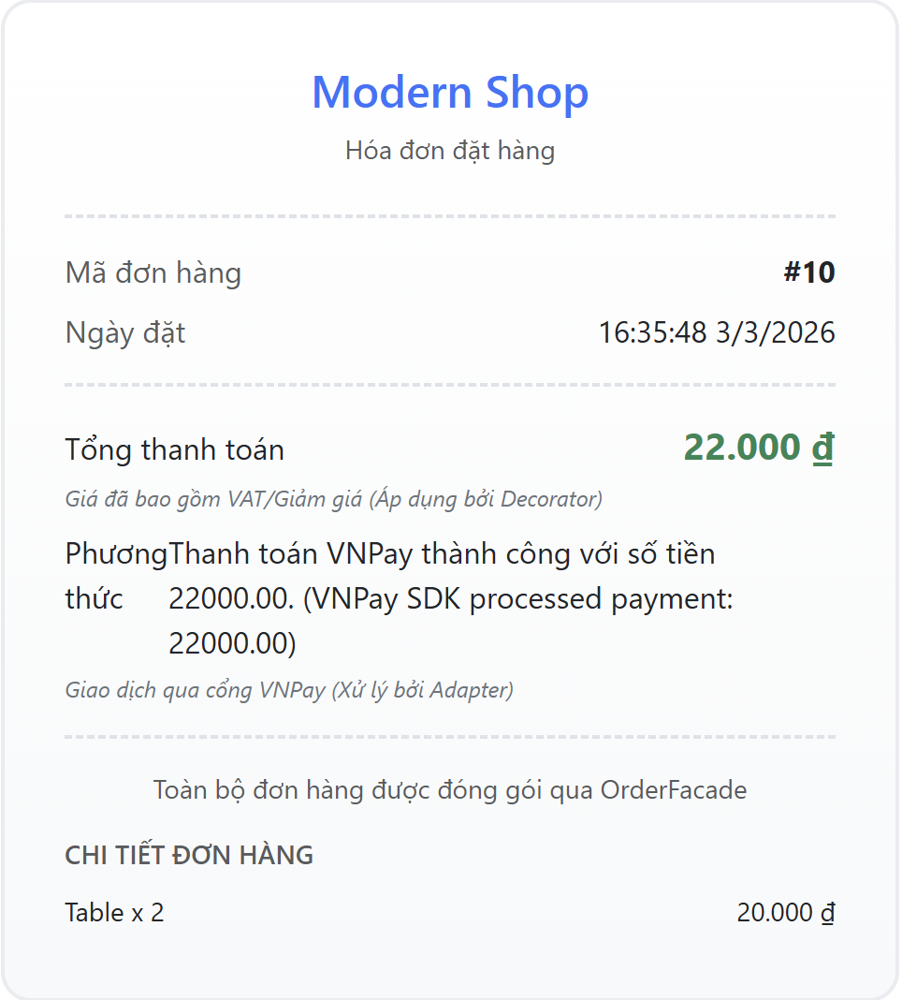 Modern Shop
Hóa đơn đặt hàng
Mã đơn hàng #10
Ngày đặt 16:35:48 3/3/2026
Tổng thanh toán 22.000 ₫
Giá đã bao gồm VAT/Giảm giá (Áp dụng bởi Decorator)
Phương thức
Thanh toán VNPay thành công với số tiền
22000.00. (VNPay SDK processed payment:
22000.00)
Giao dịch qua cổng VNPay (Xử lý bởi Adapter)
Toàn bộ đơn hàng được đóng gói qua OrderFacade
CHI TIẾT ĐƠN HÀNG
Table x 2 20.000 ₫